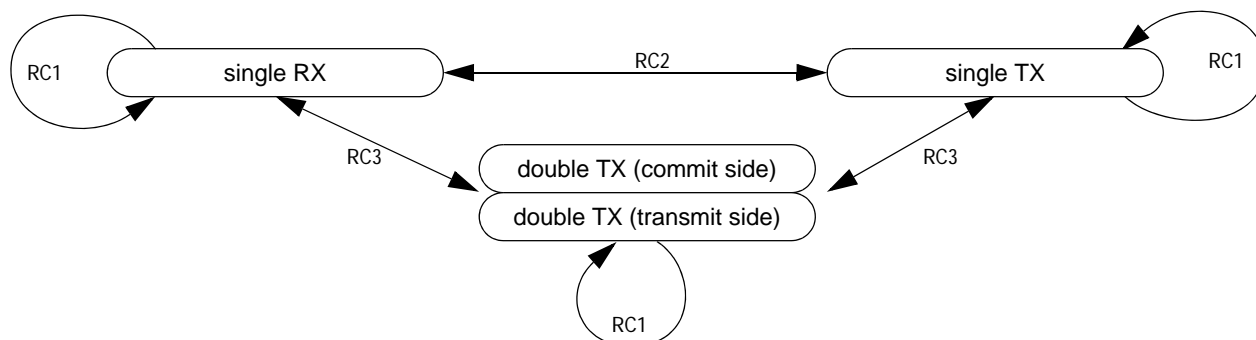 RC1
single RX
RC2
single TX
RC1
RC3
RC3
double TX (commit side)
double TX (transmit side)
RC1